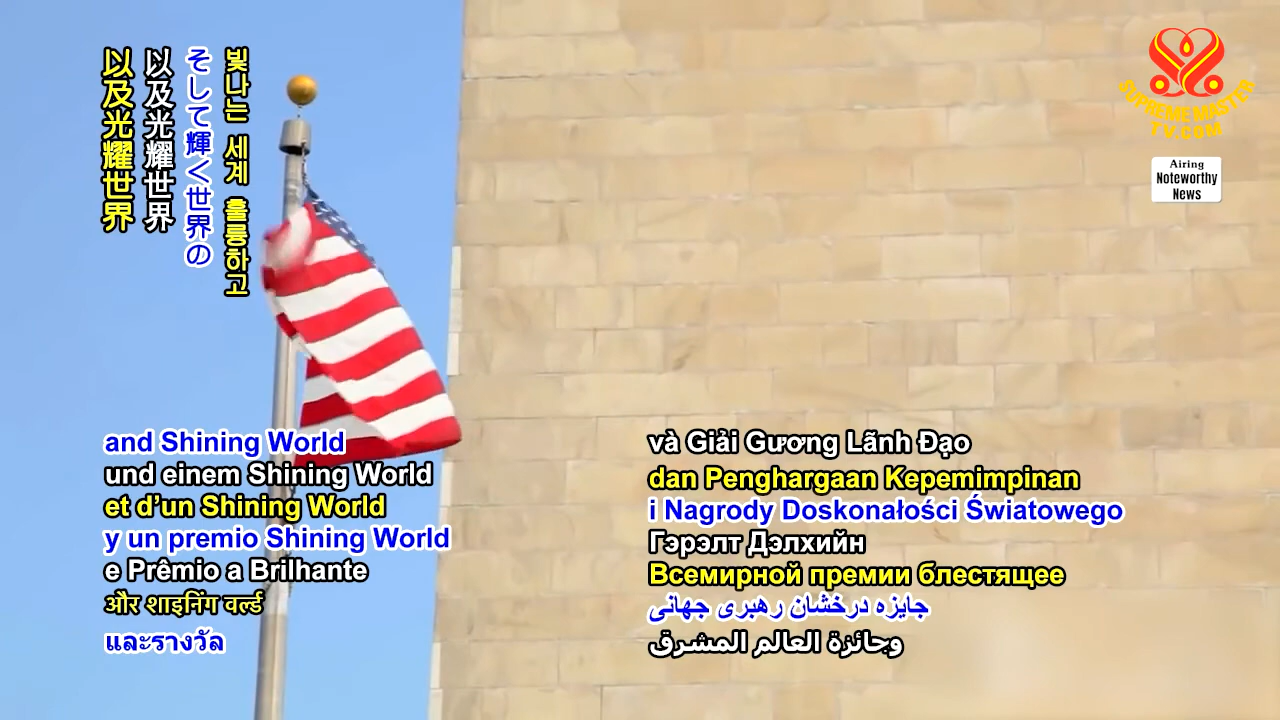 以及光耀世界
以及光耀世界
そして輝く世界の
빛나는 세계 훌륭하고
SUPREME MASTER
TV.COM
Airing
Noteworthy
News
and Shining World
und einem Shining World
et d’un Shining World
y un premio Shining World
e Prêmio a Brilhante
और शाइनिंग वर्ल्ड
และรางวัล
và Giải Gương Lãnh Đạo
dan Penghargaan Kepemimpinan
i Nagrody Doskonałości Światowego
Гэрэлт Дэлхийн
Всемирной премии блестящее
جایزه درخشان رهبری جهانی
وجائزة العالم المشرق